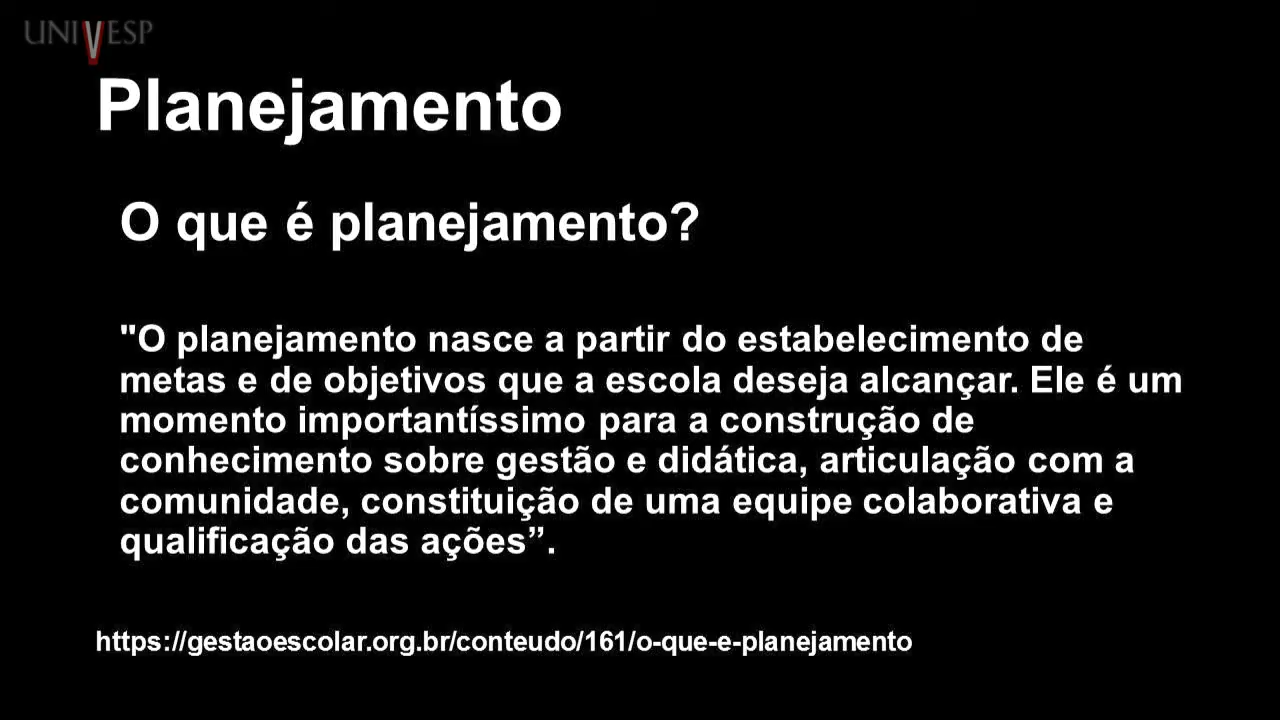 UNIVESP
Planejamento
O que é planejamento?
"O planejamento nasce a partir do estabelecimento de
metas e de objetivos que a escola deseja alcançar. Ele é um
momento importantíssimo para a construção de
conhecimento sobre gestão e didática, articulação com a
comunidade, constituição de uma equipe colaborativa e
qualificação das ações”.
https://gestaoescolar.org.br/conteudo/161/o-que-e-planejamento